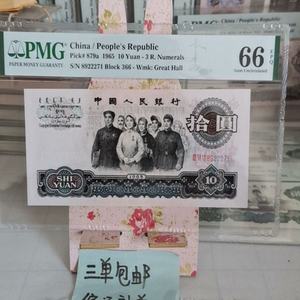 PMG
PAPER MONEY GUARANTY
China / People's Republic
Pick# 879a 1965 10 Yuan - 3 R. Numerals
S/N 8922271 Block 366 - Wmk: Great Hall
66 EPQ
Gem Uncirculated
中国人民银行
拾圆
1965
SHI YUAN
10
三单包邮